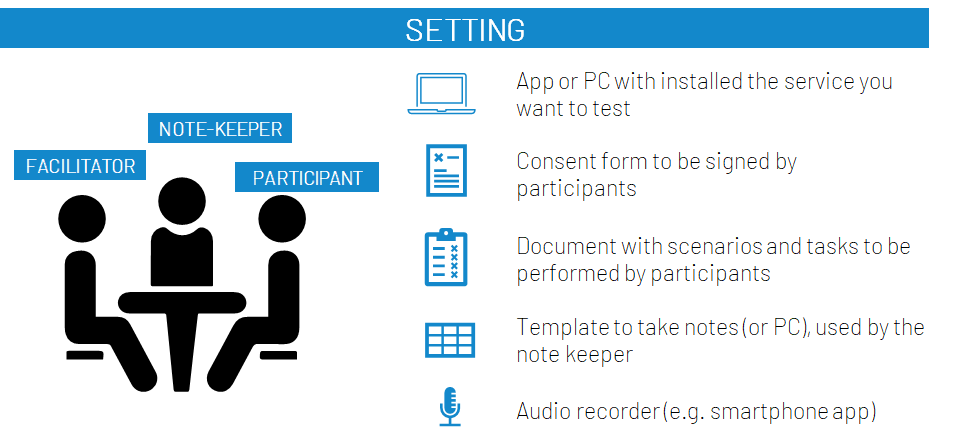 SETTING
NOTE-KEEPER
FACILITATOR
PARTICIPANT
App or PC with installed the service you
want to test
Consent form to be signed by
participants
Document with scenarios and tasks to be
performed by participants
Template to take notes (or PC), used by the
note keeper
Audio recorder (e.g. smartphone app)